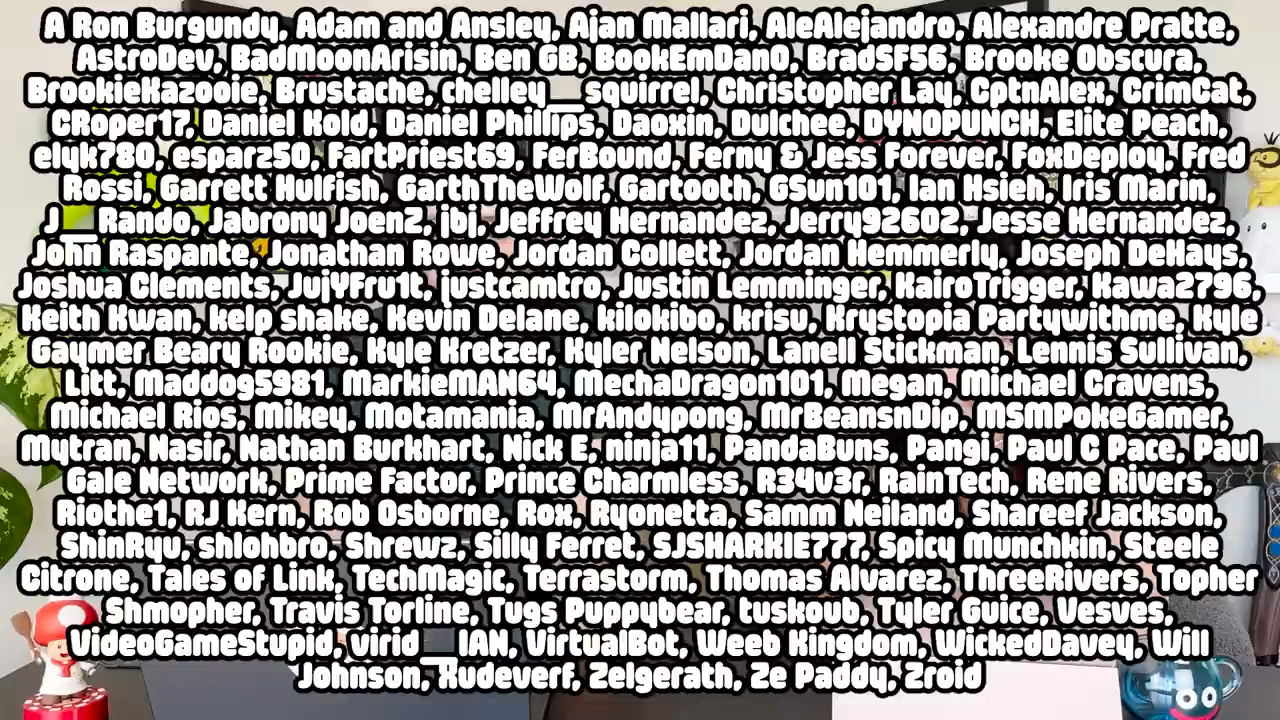 A Ron Burgundy, Adam and Ansley, Ajan Mallari, AleAlejandro, Alexandre Pratte,
AstroDev, BadMoonArisin, Ben GB, BookEmDanO, BradSF56, Brooke Obscura,
BrookieKazooie, Brustache, chelley__squirrel, Christopher Lay, CptnAlex, CrimCat,
CRoper17, Daniel Kold, Daniel Phillips, Daoxin, Dulchee, DYNOPUNCH, Elite Peach,
elyk780, esparz50, FartPriest69, FerBound, Ferny & Jess Forever, FoxDeploy, Fred
Rossi, Garrett Hulfish, GarthTheWolf, Gartooth, GSun101, Ian Hsieh, Iris Marin,
J__Rando, Jabrony JoenZ, jbj, Jeffrey Hernandez, Jerry92602, Jesse Hernandez,
John Raspante, Jonathan Rowe, Jordan Collett, Jordan Hemmerly, Joseph DeHays,
Joshua Clements, JujYFru1t, justcamtro, Justin Lemminger, KairoTrigger, Kawa2796,
Keith Kwan, kelp shake, Kevin Delane, kilokibo, krisu, Krystopia Partywithme, Kyle
Gaymer Beary Rookie, Kyle Kretzer, Kyler Nelson, Lanell Stickman, Lennis Sullivan,
Litt, Maddog5981, MarkieMAN64, MechaDragon101, Megan, Michael Cravens,
Michael Rios, Mikey, Motamania, MrAndypong, MrBeansnDip, MSMPokeGamer,
Mytran, Nasir, Nathan Burkhart, Nick E, ninja11, PandaBuns, Pangi, Paul C Pace, Paul
Gale Network, Prime Factor, Prince Charmless, R34v3r, RainTech, Rene Rivers,
Riothe1, RJ Kern, Rob Osborne, Rox, Ryonetta, Samm Neiland, Shareef Jackson,
ShinRyu, shlohbro, Shrewz, Silly Ferret, SJSHARKIE777, Spicy Munchkin, Steele
Citrone, Tales of Link, TechMagic, Terrastorm, Thomas Alvarez, ThreeRivers, Topher
Shmopher, Travis Torline, Tugs Puppybear, tuskoub, Tyler Guice, Vesves,
VideoGameStupid, virid__IAN, VirtualBot, Weeb Kingdom, WickedDavey, Will
Johnson, Xudeverf, Zelgerath, Ze Paddy, Zroid